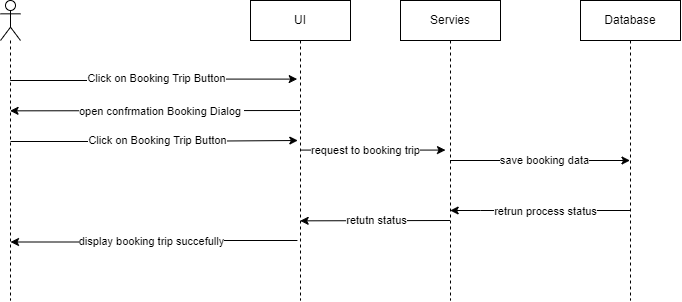 UI
Servies
Database
Click on Booking Trip Button
open confrmation Booking Dialog
Click on Booking Trip Button
request to booking trip
save booking data
retrun process status
retutn status
display booking trip succefully